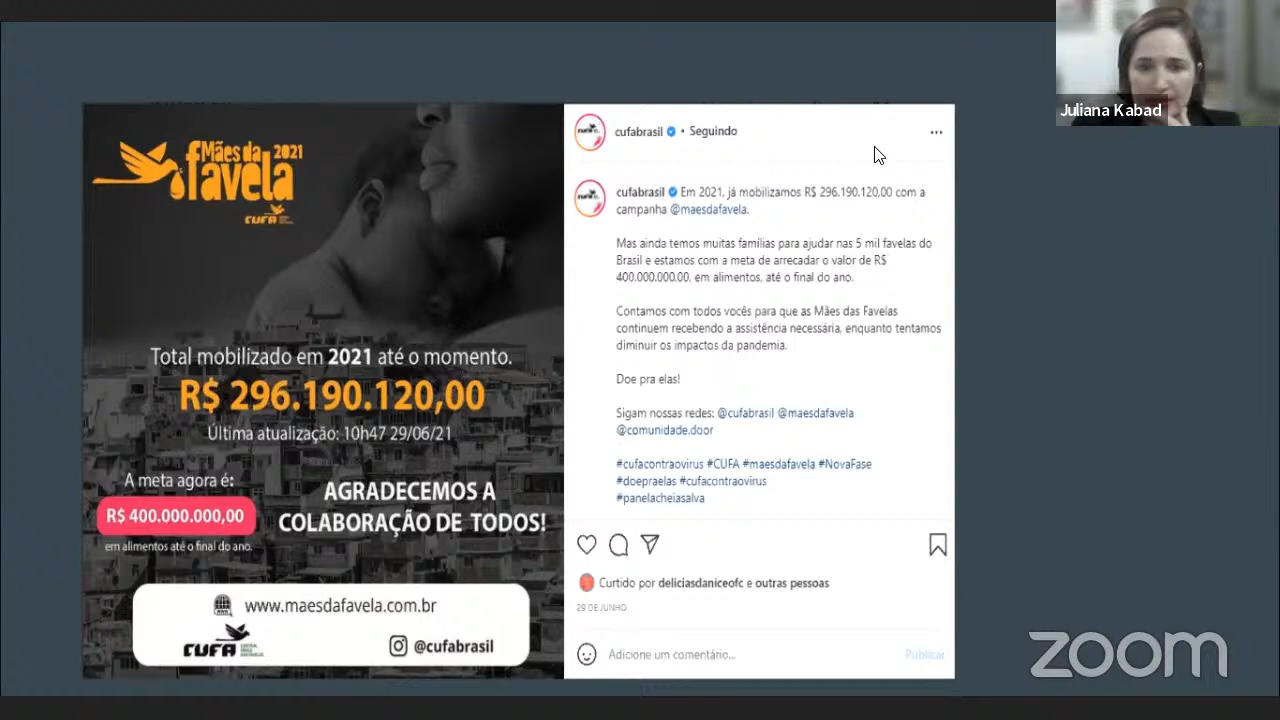 Juliana Kabad
Mães da 2021
favela
CUFA
Total mobilizado em 2021 até o momento.
R$ 296.190.120,00
Última atualização: 10h47 29/06/21
A meta agora é:
R$ 400.000.000,00
em alimentos até o final do ano.
AGRADECEMOS A
COLABORAÇÃO DE TODOS!
www.maesdafavela.com.br
CUFA
@cufabrasil
cufabrasil • Seguindo
cufabrasil Em 2021, já mobilizamos R$ 296.190.120,00 com a
campanha @maesdafavela.
Mas ainda temos muitas famílias para ajudar nas 5 mil favelas do
Brasil e estamos com a meta de arrecadar o valor de R$
400.000.000.00, em alimentos, até o final do ano.
Contamos com todos vocês para que as Mães das Favelas
continuem recebendo a assistência necessária, enquanto tentamos
diminuir os impactos da pandemia.
Doe pra elas!
Sigam nossas redes: @cufabrasil @maesdafavela
@comunidade.door
#cufacontraovirus #CUFA #maesdafavela #NovaFase
#doepraelas #cufacontraovirus
#panelacheiasalva
Curtido por deliciasdaniceofc e outras pessoas
29 DE JUNHO
Adicione um comentário... Publicar
zoom